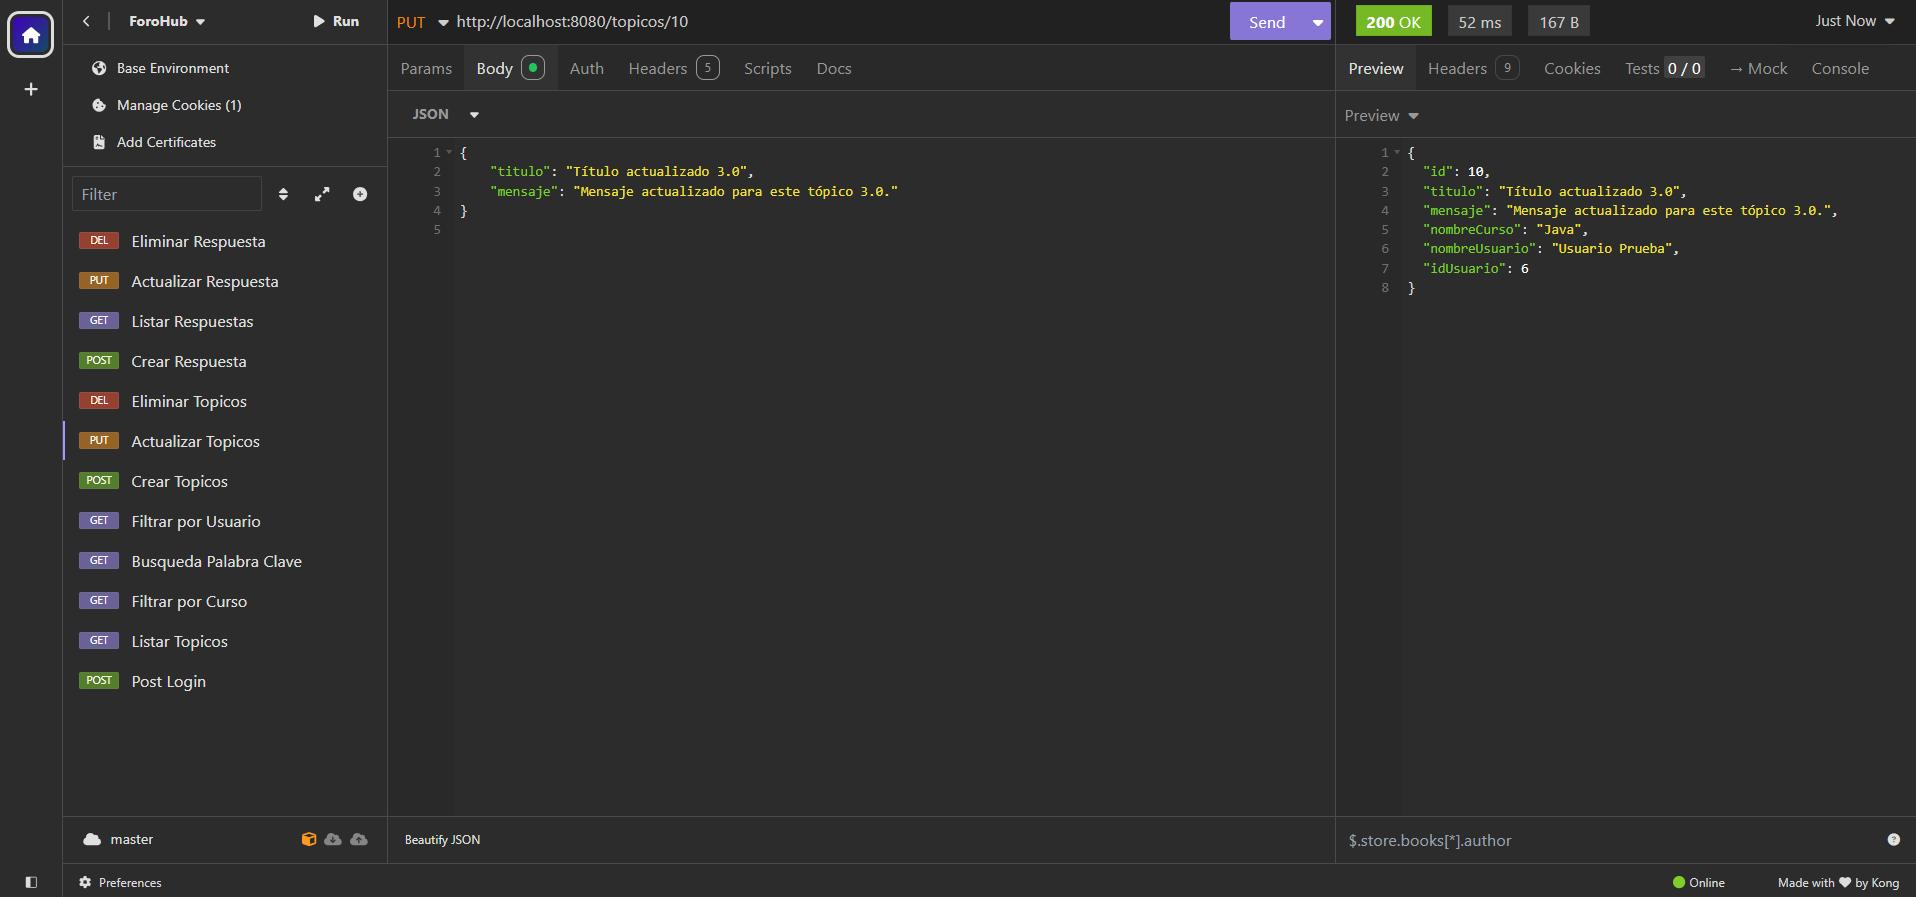 ForoHub
Run
Base Environment
Manage Cookies (1)
Add Certificates
Filter
DEL Eliminar Respuesta
PUT Actualizar Respuesta
GET Listar Respuestas
POST Crear Respuesta
DEL Eliminar Topicos
PUT Actualizar Topicos
POST Crear Topicos
GET Filtrar por Usuario
GET Busqueda Palabra Clave
GET Filtrar por Curso
GET Listar Topicos
POST Post Login
master
Preferences
PUT http://localhost:8080/topicos/10
Send
Params Body Auth Headers 5 Scripts Docs
JSON
1 {
2 "titulo": "Título actualizado 3.0",
3 "mensaje": "Mensaje actualizado para este tópico 3.0."
4 }
5
Beautify JSON
200 OK 52 ms 167 B Just Now
Preview Headers 9 Cookies Tests 0 / 0 → Mock Console
Preview
1 {
2 "id": 10,
3 "titulo": "Título actualizado 3.0",
4 "mensaje": "Mensaje actualizado para este tópico 3.0.",
5 "nombreCurso": "Java",
6 "nombreUsuario": "Usuario Prueba",
7 "idUsuario": 6
8 }
$.store.books[*].author
Online
Made with ♥ by Kong